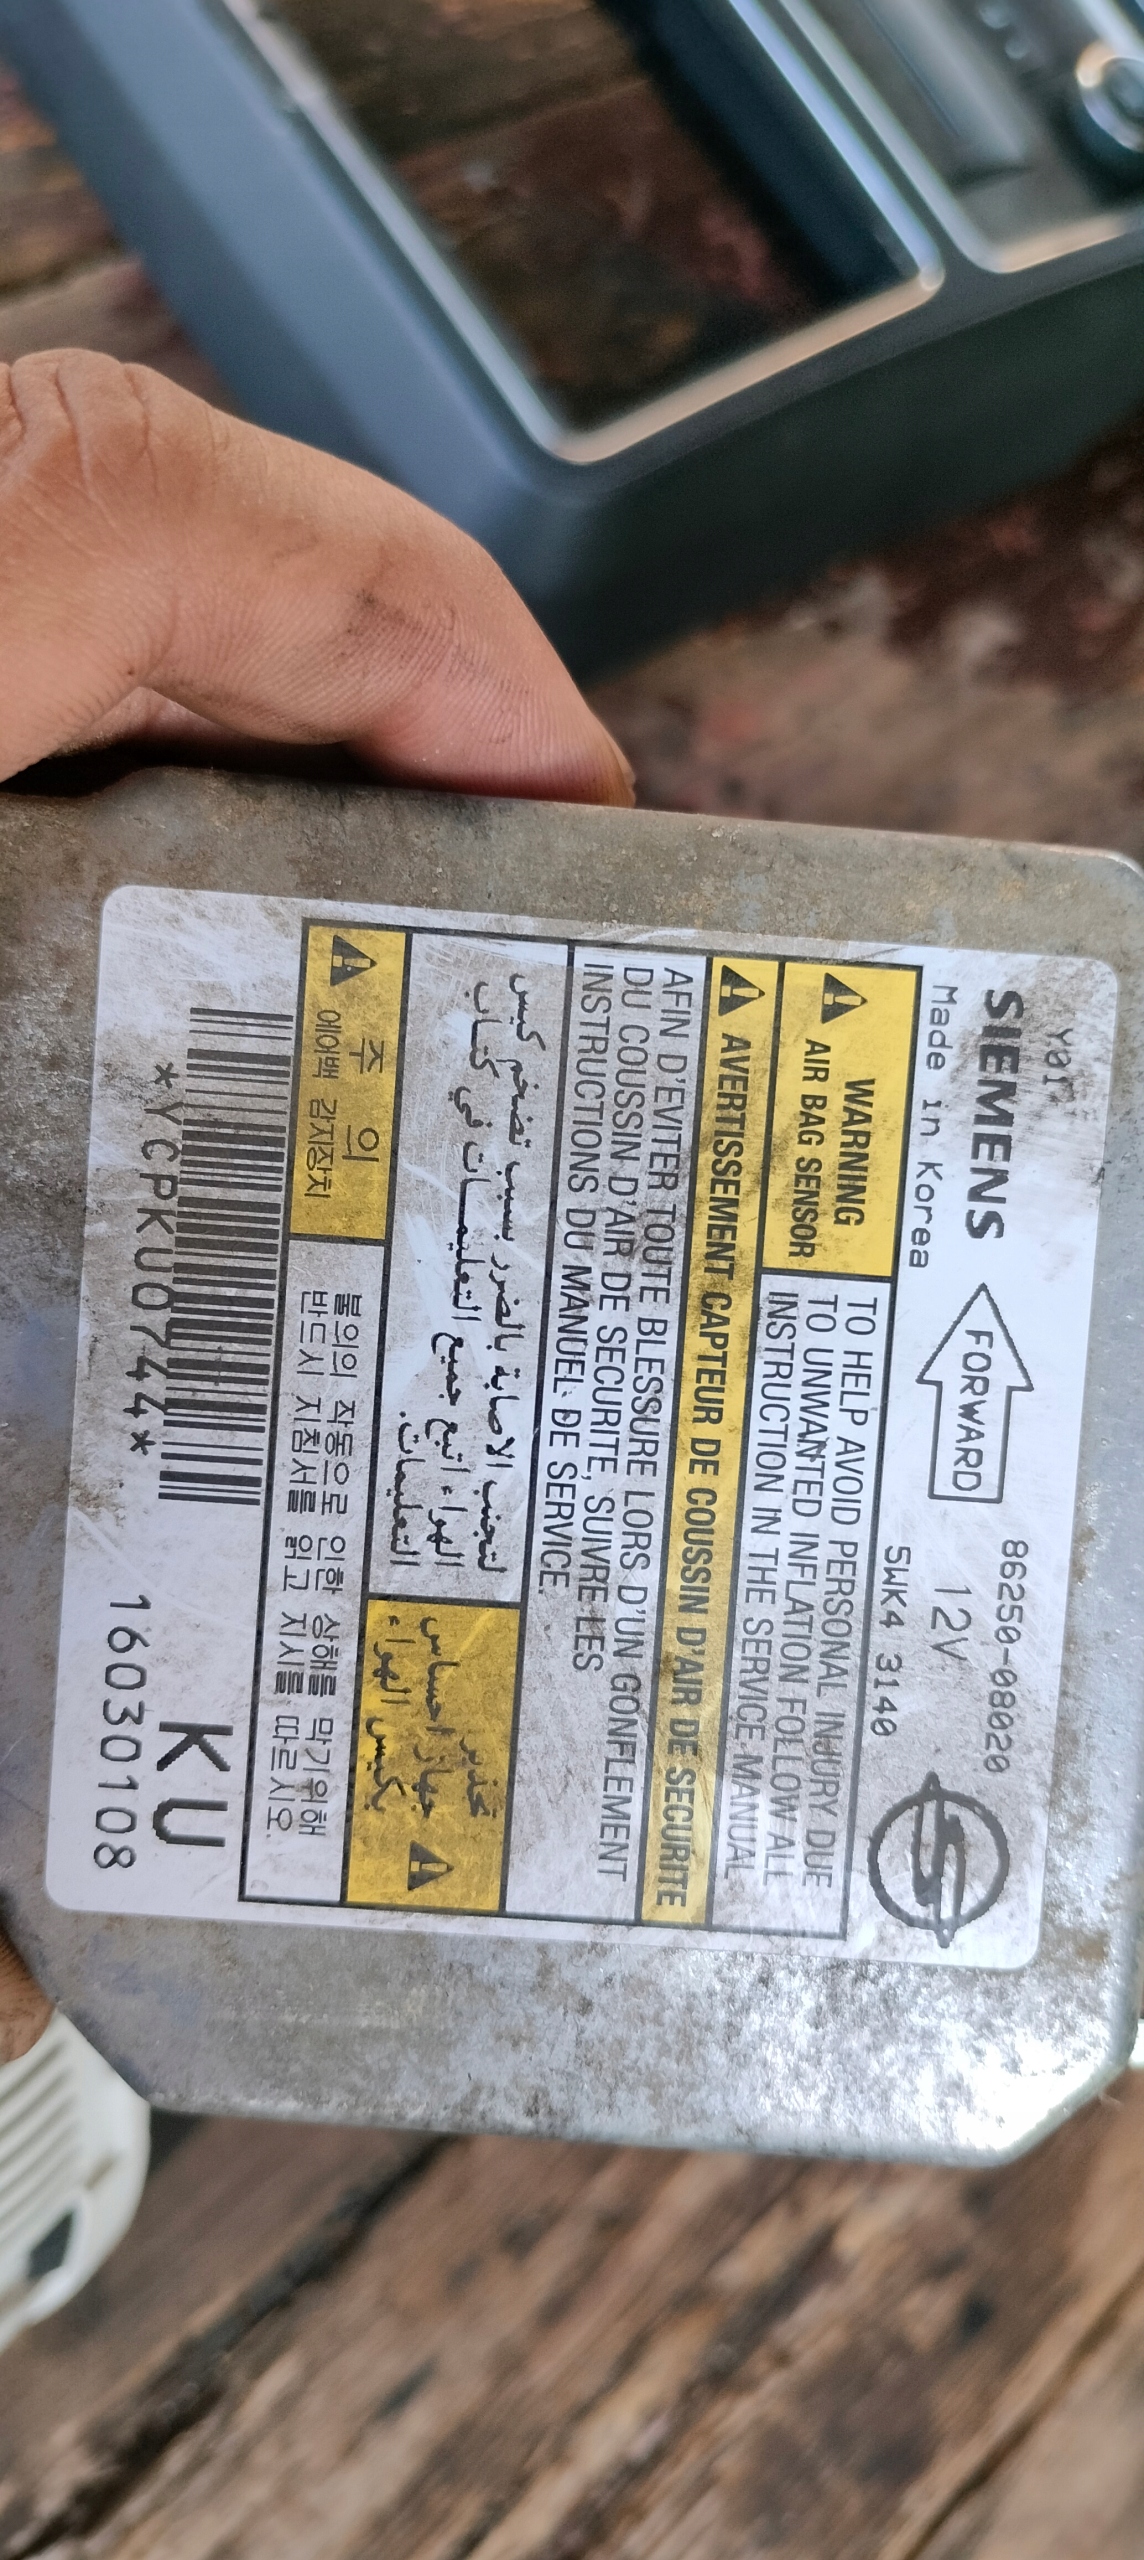 Y01
SIEMENS
Made in Korea
FORWARD
86250-08020
12V
5WK4 3140
WARNING
AIR BAG SENSOR
TO HELP AVOID PERSONAL INJURY DUE
TO UNWANTED INFLATION FOLLOW ALL
INSTRUCTION IN THE SERVICE MANUAL
AVERTISSEMENT CAPTEUR DE COUSSIN D'AIR DE SECURITE
AFIN D'EVITER TOUTE BLESSURE LORS D'UN GONFLEMENT
DU COUSSIN D'AIR DE SECURITE, SUIVRE LES
INSTRUCTIONS DU MANUEL DE SERVICE.
لتجنب الاصابة بالضرر بسبب تضخم كيس
الهواء اتبع جميع التعليمات في كتاب
التعليمات.
تحذير
جهاز احساس
بكيس الهواء
주 의
에어백 감지장치
불의의 작동으로 인한 상해를 막기위해
반드시 지침서를 읽고 지시를 따르시오.
*YCPKU0744*
KU
16030108